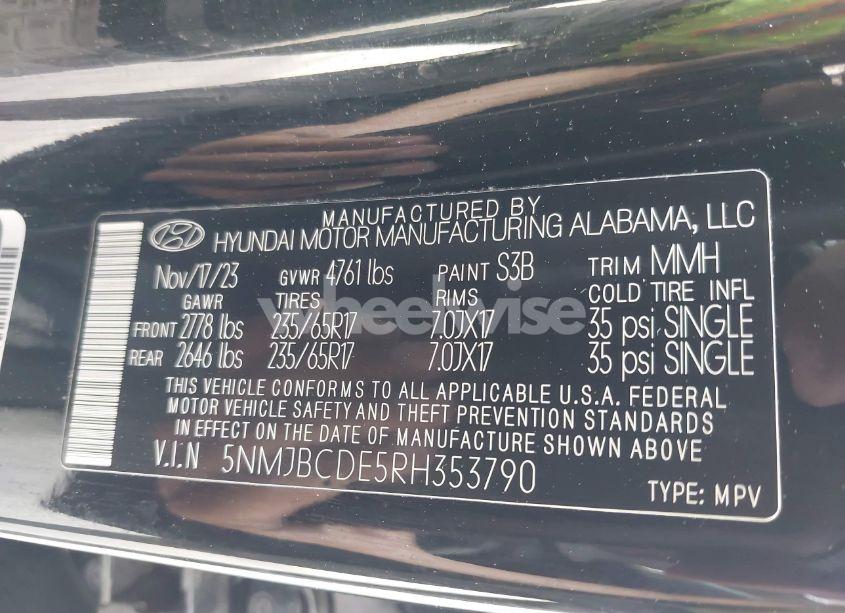 MANUFACTURED BY
HYUNDAI MOTOR MANUFACTURING ALABAMA, LLC
Nov/17/23 GVWR 4761 lbs PAINT S3B TRIM MMH
GAWR TIRES RIMS COLD TIRE INFL
FRONT 2778 lbs 235/65R17 7.0JX17 35 psi SINGLE
REAR 2646 lbs 235/65R17 7.0JX17 35 psi SINGLE
THIS VEHICLE CONFORMS TO ALL APPLICABLE U.S.A. FEDERAL
MOTOR VEHICLE SAFETY AND THEFT PREVENTION STANDARDS
IN EFFECT ON THE DATE OF MANUFACTURE SHOWN ABOVE
V.I.N 5NMJBCDE5RH353790
TYPE: MPV
wheelwise